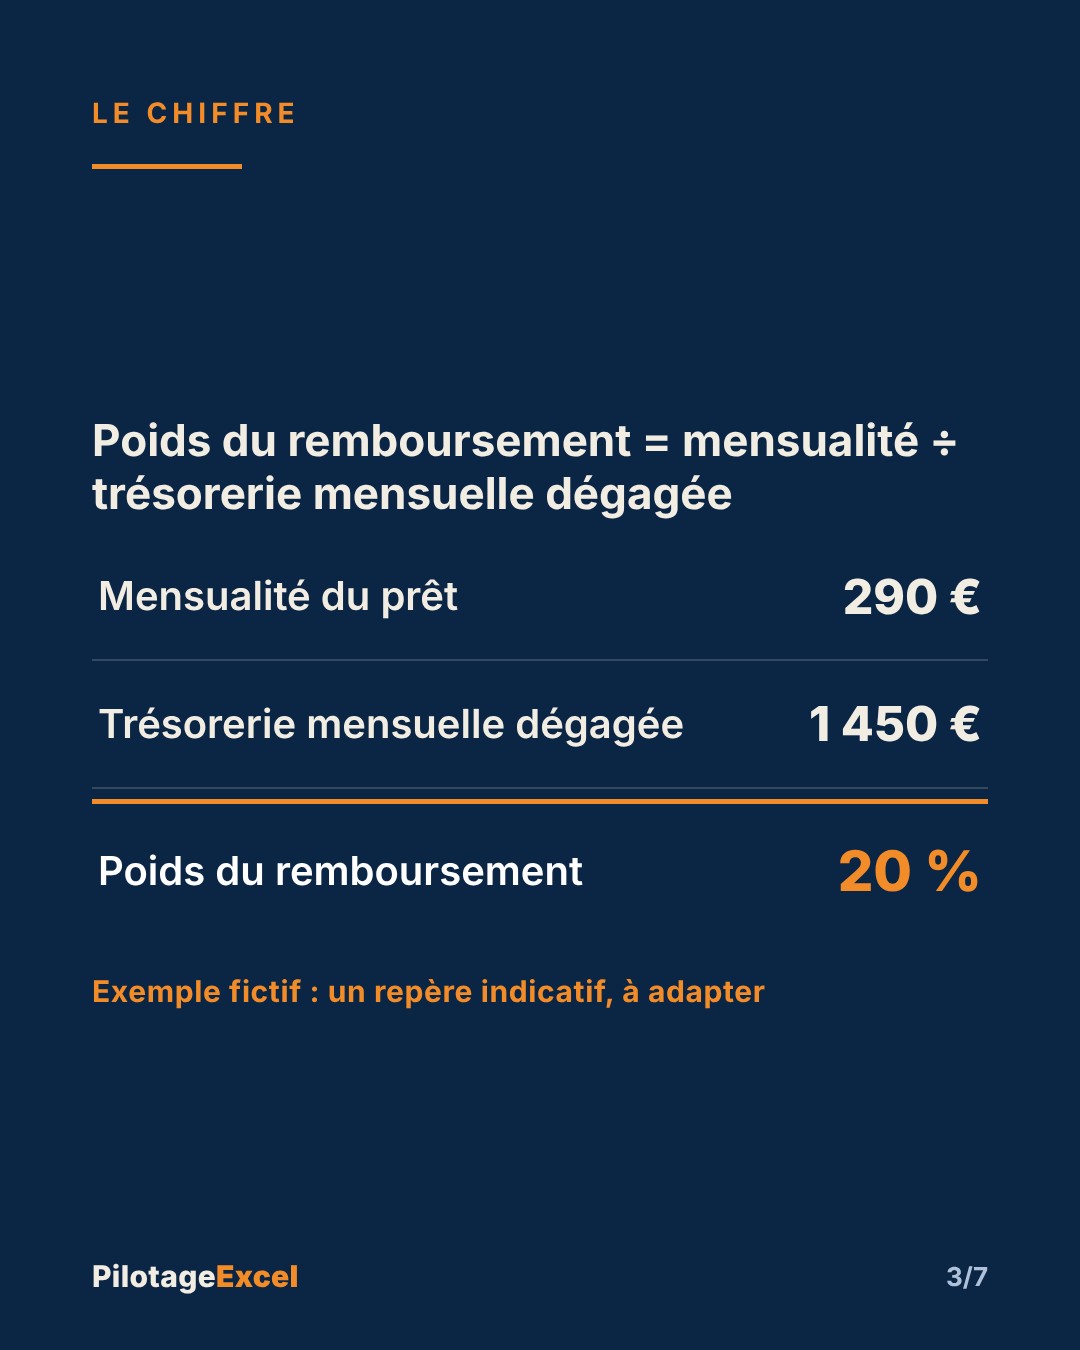 LE CHIFFRE
Poids du remboursement = mensualité ÷
trésorerie mensuelle dégagée
Mensualité du prêt 290 €
Trésorerie mensuelle dégagée 1 450 €
Poids du remboursement 20 %
Exemple fictif : un repère indicatif, à adapter
PilotageExcel 3/7